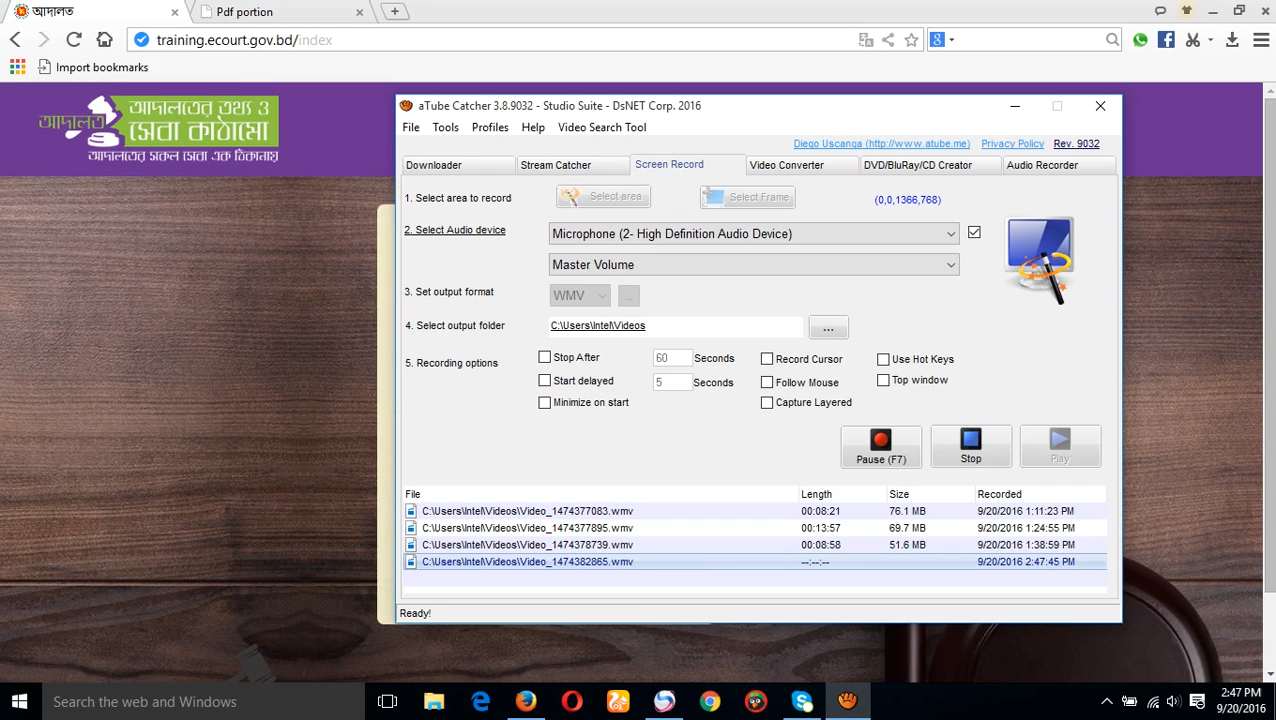 আদালত
Pdf portion
training.ecourt.gov.bd/index
Import bookmarks
আদালত
আদালতের তথ্য ও
সেবা কাঠামো
আদালতের সকল সেবা এক ঠিকানায়
aTube Catcher 3.8.9032 - Studio Suite - DsNET Corp. 2016
File Tools Profiles Help Video Search Tool
Diego Uscanga (http://www.atube.me) Privacy Policy Rev. 9032
Downloader Stream Catcher Screen Record Video Converter DVD/BluRay/CD Creator Audio Recorder
1. Select area to record Select area Select Frame (0,0,1366,768)
2. Select Audio device Microphone (2- High Definition Audio Device)
Master Volume
3. Set output format WMV ...
4. Select output folder C:\Users\Intel\Videos ...
5. Recording options Stop After 60 Seconds Record Cursor Use Hot Keys
Start delayed 5 Seconds Follow Mouse Top window
Minimize on start Capture Layered
Pause (F7) Stop Play
File Length Size Recorded
C:\Users\Intel\Videos\Video_1474377083.wmv 00:08:21 76.1 MB 9/20/2016 1:11:23 PM
C:\Users\Intel\Videos\Video_1474377895.wmv 00:13:57 69.7 MB 9/20/2016 1:24:55 PM
C:\Users\Intel\Videos\Video_1474378739.wmv 00:08:58 51.6 MB 9/20/2016 1:38:59 PM
C:\Users\Intel\Videos\Video_1474382865.wmv --:--:-- 9/20/2016 2:47:45 PM
Ready!
Search the web and Windows
2:47 PM
9/20/2016